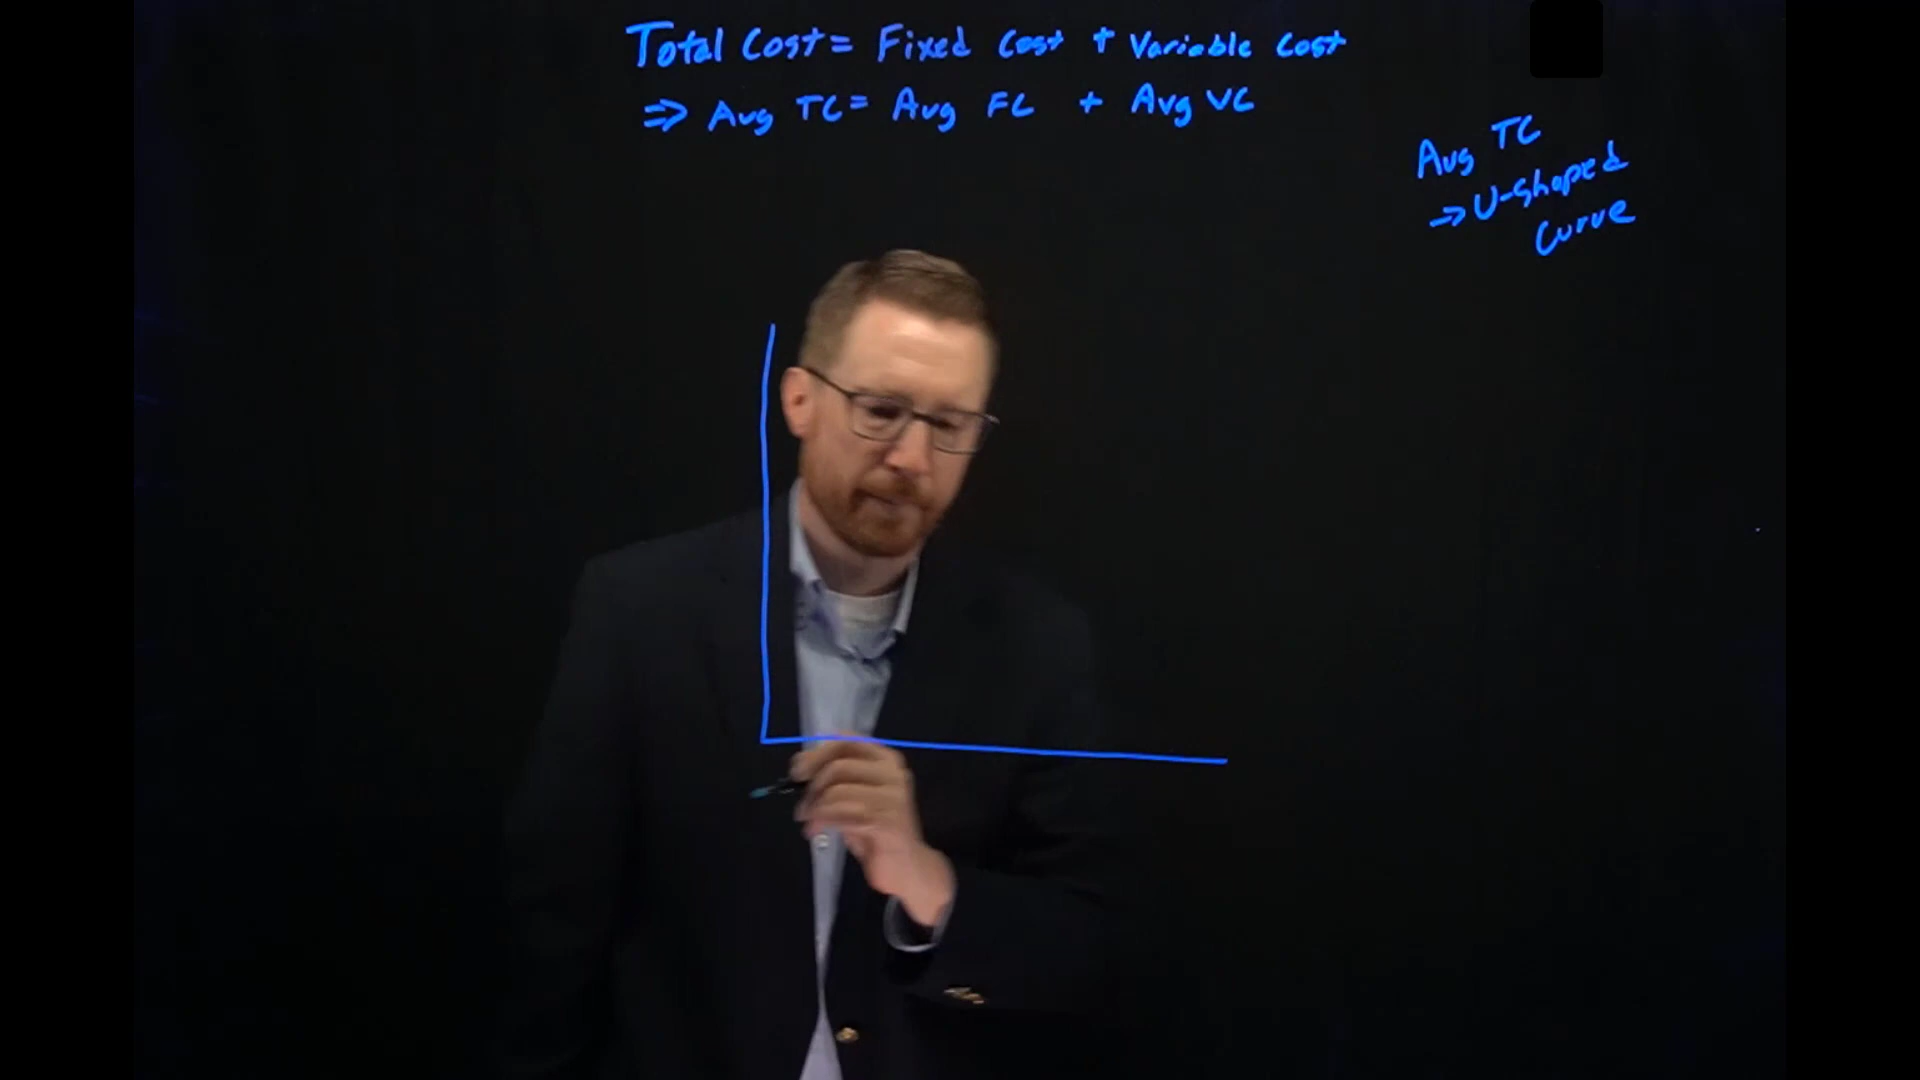 Total Cost = Fixed Cost + Variable Cost
⇒ Avg TC = Avg FC + Avg VC
Avg TC
⇒ U-shaped
Curve